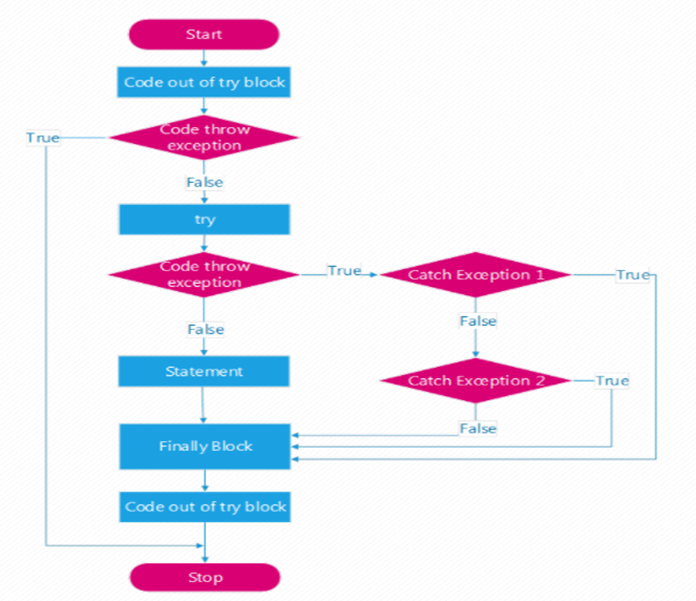 Start
Code out of try block
Code throw
exception
True
False
try
Code throw
exception
True
Catch Exception 1
True
False
False
Statement
Catch Exception 2
True
False
Finally Block
Code out of try block
Stop